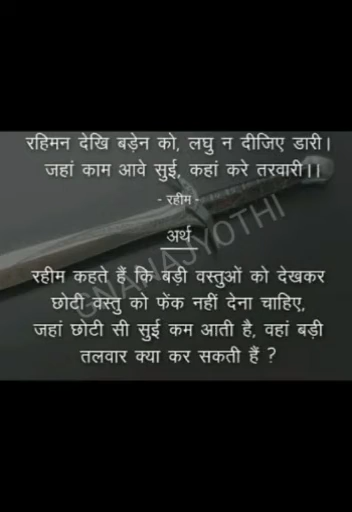 रहिमन देखि बड़ेन को, लघु न दीजिए डारी।
जहां काम आवे सुई, कहां करे तरवारी।।
- रहीम -
अर्थ
रहीम कहते हैं कि बड़ी वस्तुओं को देखकर
छोटी वस्तु को फेंक नहीं देना चाहिए,
जहां छोटी सी सुई कम आती है, वहां बड़ी
तलवार क्या कर सकती हैं ?
GNANAJYOTHI